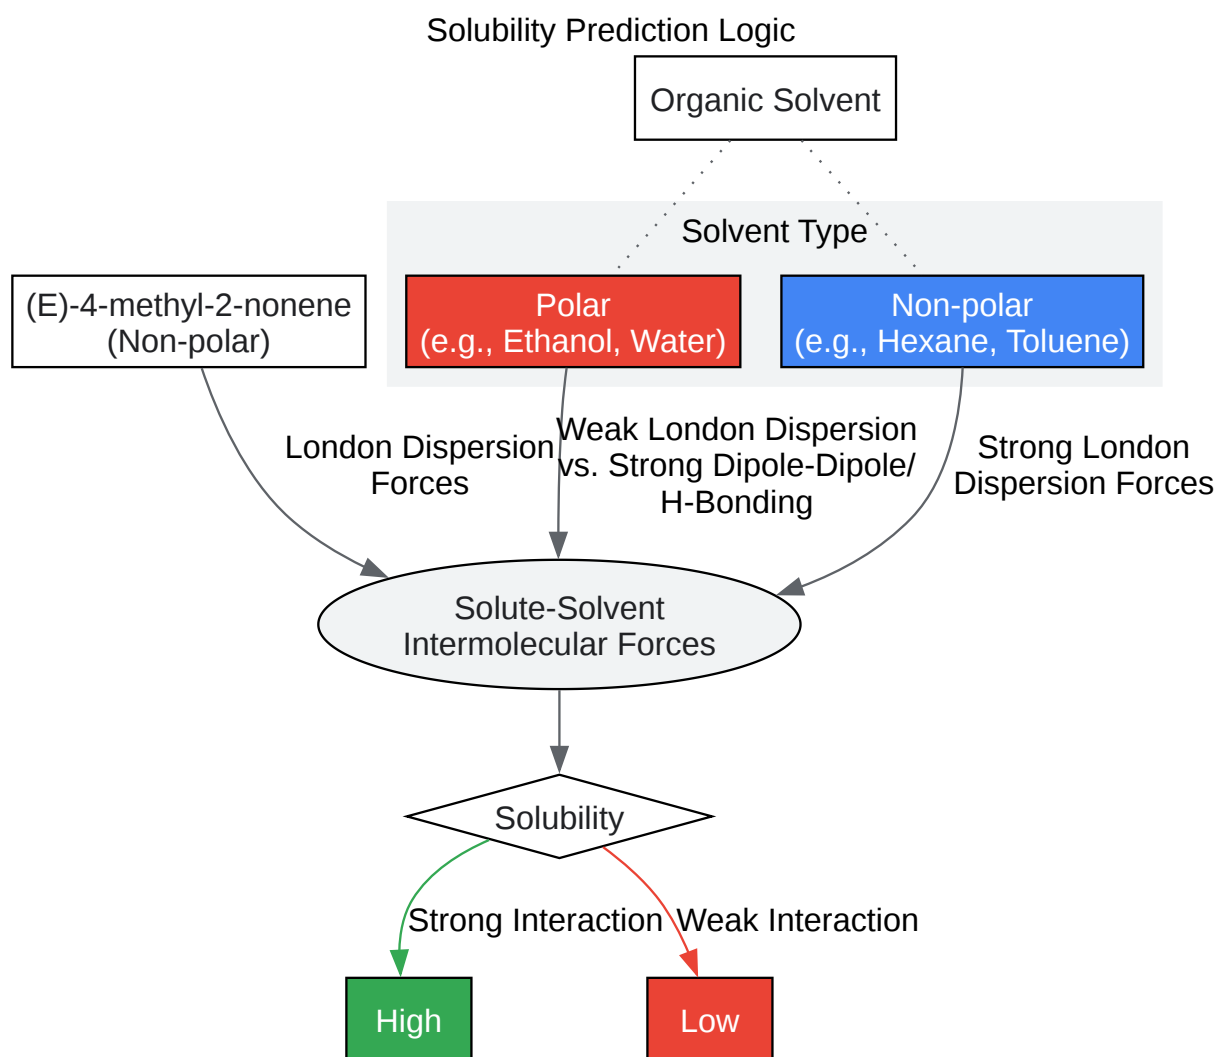 Solubility Prediction Logic
Organic Solvent
Solvent Type
(E)-4-methyl-2-nonene
(Non-polar)
Polar
(e.g., Ethanol, Water)
Non-polar
(e.g., Hexane, Toluene)
London Dispersion
Forces
Weak London Dispersion
vs. Strong Dipole-Dipole/
H-Bonding
Strong London
Dispersion Forces
Solute-Solvent
Intermolecular Forces
Solubility
Strong Interaction
Weak Interaction
High
Low